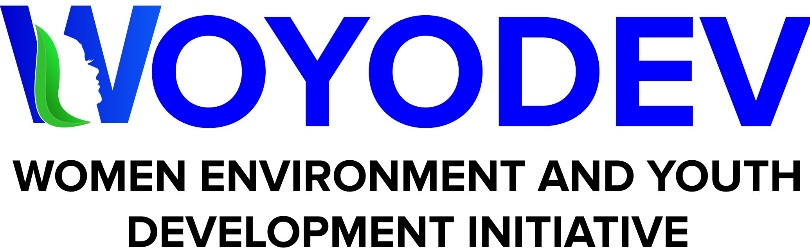 WOYODEV
WOMEN ENVIRONMENT AND YOUTH
DEVELOPMENT INITIATIVE